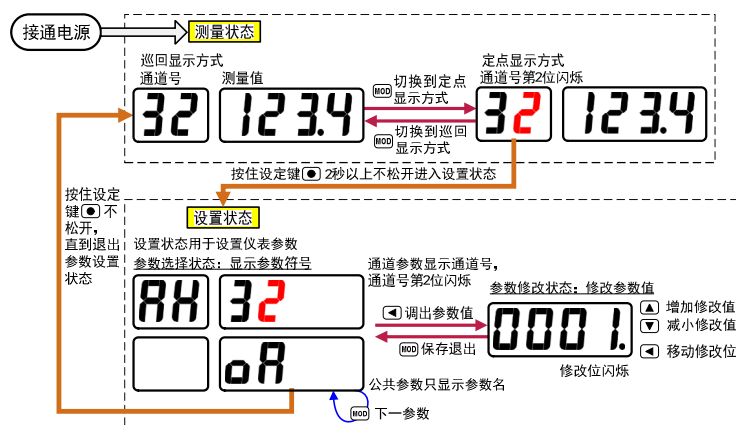 接通电源
测量状态
巡回显示方式
通道号
测量值
32
123.4
MOD 切换到定点
显示方式
切换到巡回
MOD 显示方式
定点显示方式
通道号第2位闪烁
32
123.4
按住设定键 2秒以上不松开进入设置状态
按住设定
键 不
松开，
直到退出
参数设置
状态
设置状态
设置状态用于设置仪表参数
参数选择状态：显示参数符号
AH
32
oA
通道参数显示通道号，
通道号第2位闪烁
调出参数值
MOD 保存退出
公共参数只显示参数名
MOD 下一参数
参数修改状态：修改参数值
0001.
修改位闪烁
增加修改值
减小修改值
移动修改位